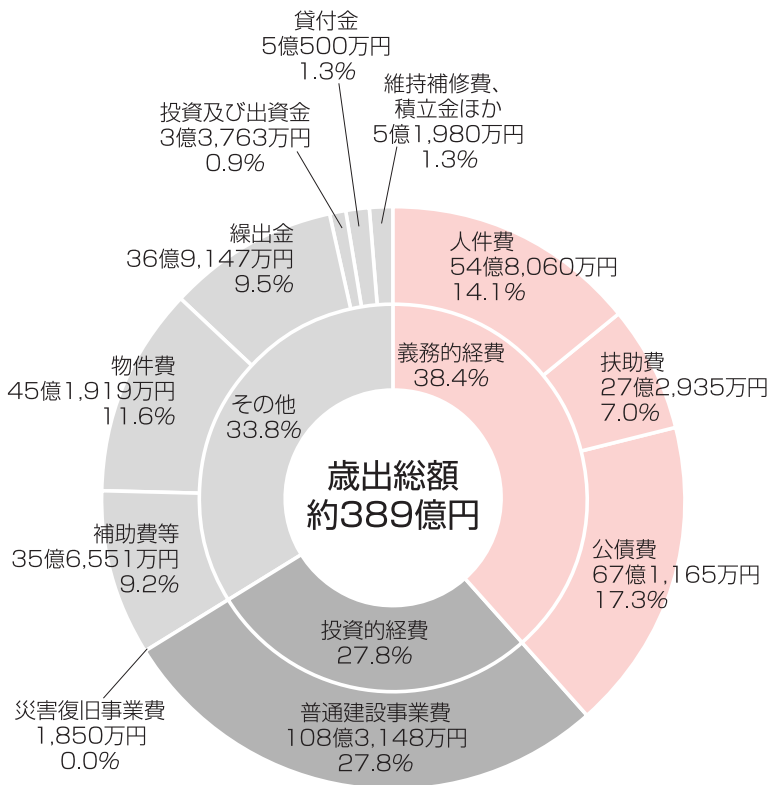 貸付金
5億500万円
1.3%
維持補修費、
積立金ほか
5億1,980万円
1.3%
投資及び出資金
3億3,763万円
0.9%
繰出金
36億9,147万円
9.5%
人件費
54億8,060万円
14.1%
義務的経費
38.4%
扶助費
27億2,935万円
7.0%
物件費
45億1,919万円
11.6%
その他
33.8%
歳出総額
約389億円
補助費等
35億6,551万円
9.2%
公債費
67億1,165万円
17.3%
投資的経費
27.8%
災害復旧事業費
1,850万円
0.0%
普通建設事業費
108億3,148万円
27.8%